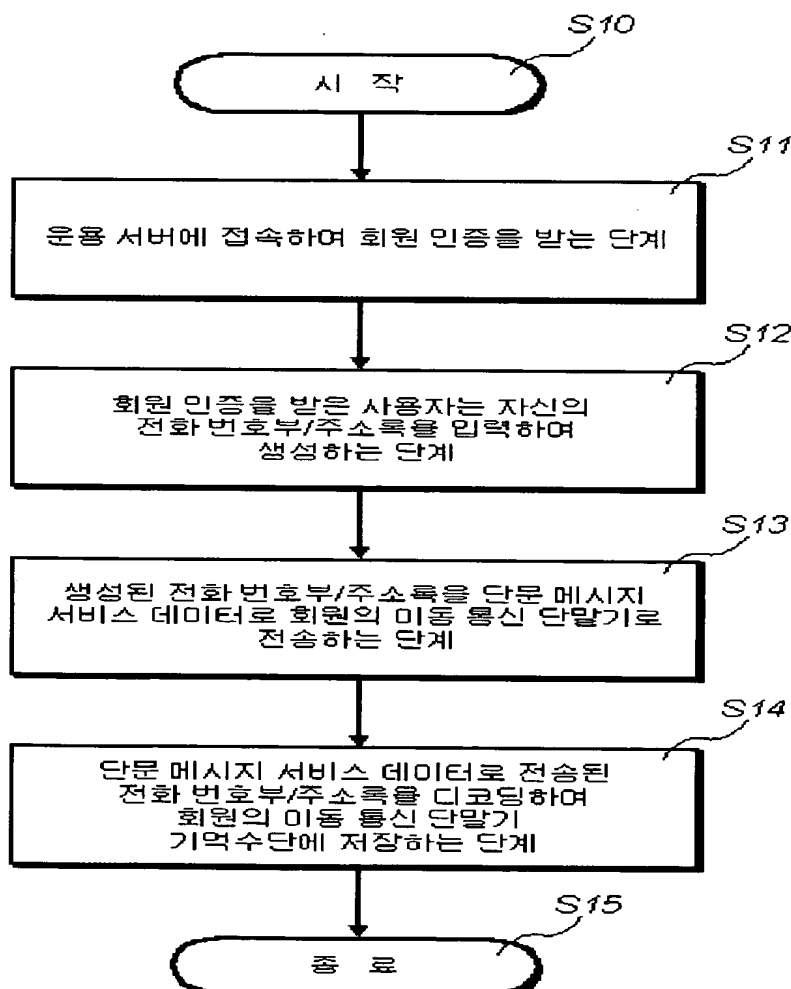 S10
시 작
S11
운용 서버에 접속하여 회원 인증을 받는 단계
S12
회원 인증을 받은 사용자는 자신의
전화 번호부/주소록을 입력하여
생성하는 단계
S13
생성된 전화 번호부/주소록을 단문 메시지
서비스 데이터로 회원의 이동 통신 단말기로
전송하는 단계
S14
단문 메시지 서비스 데이터로 전송된
전화 번호부/주소록을 디코딩하여
회원의 이동 통신 단말기
기억수단에 저장하는 단계
S15
종 료